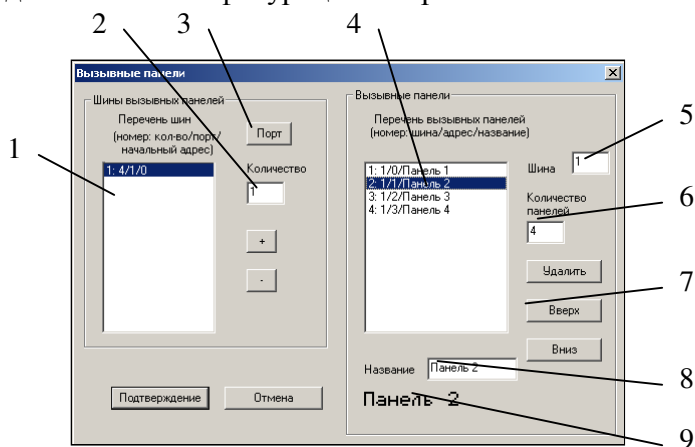 2 3 4
Вызывные панели
Шины вызывных панелей
Перечень шин
(номер: кол-во/порт/
начальный адрес)
1
1: 4/1/0
Порт
Количество
1
+
-
Подтверждение
Отмена
Вызывные панели
Перечень вызывных панелей
(номер: шина/адрес/название)
1: 1/0/Панель 1
2: 1/1/Панель 2
3: 1/2/Панель 3
4: 1/3/Панель 4
Шина 1
5
Количество
панелей
4
6
Удалить
Вверх
7
Вниз
Название Панель 2
8
Панель 2
9